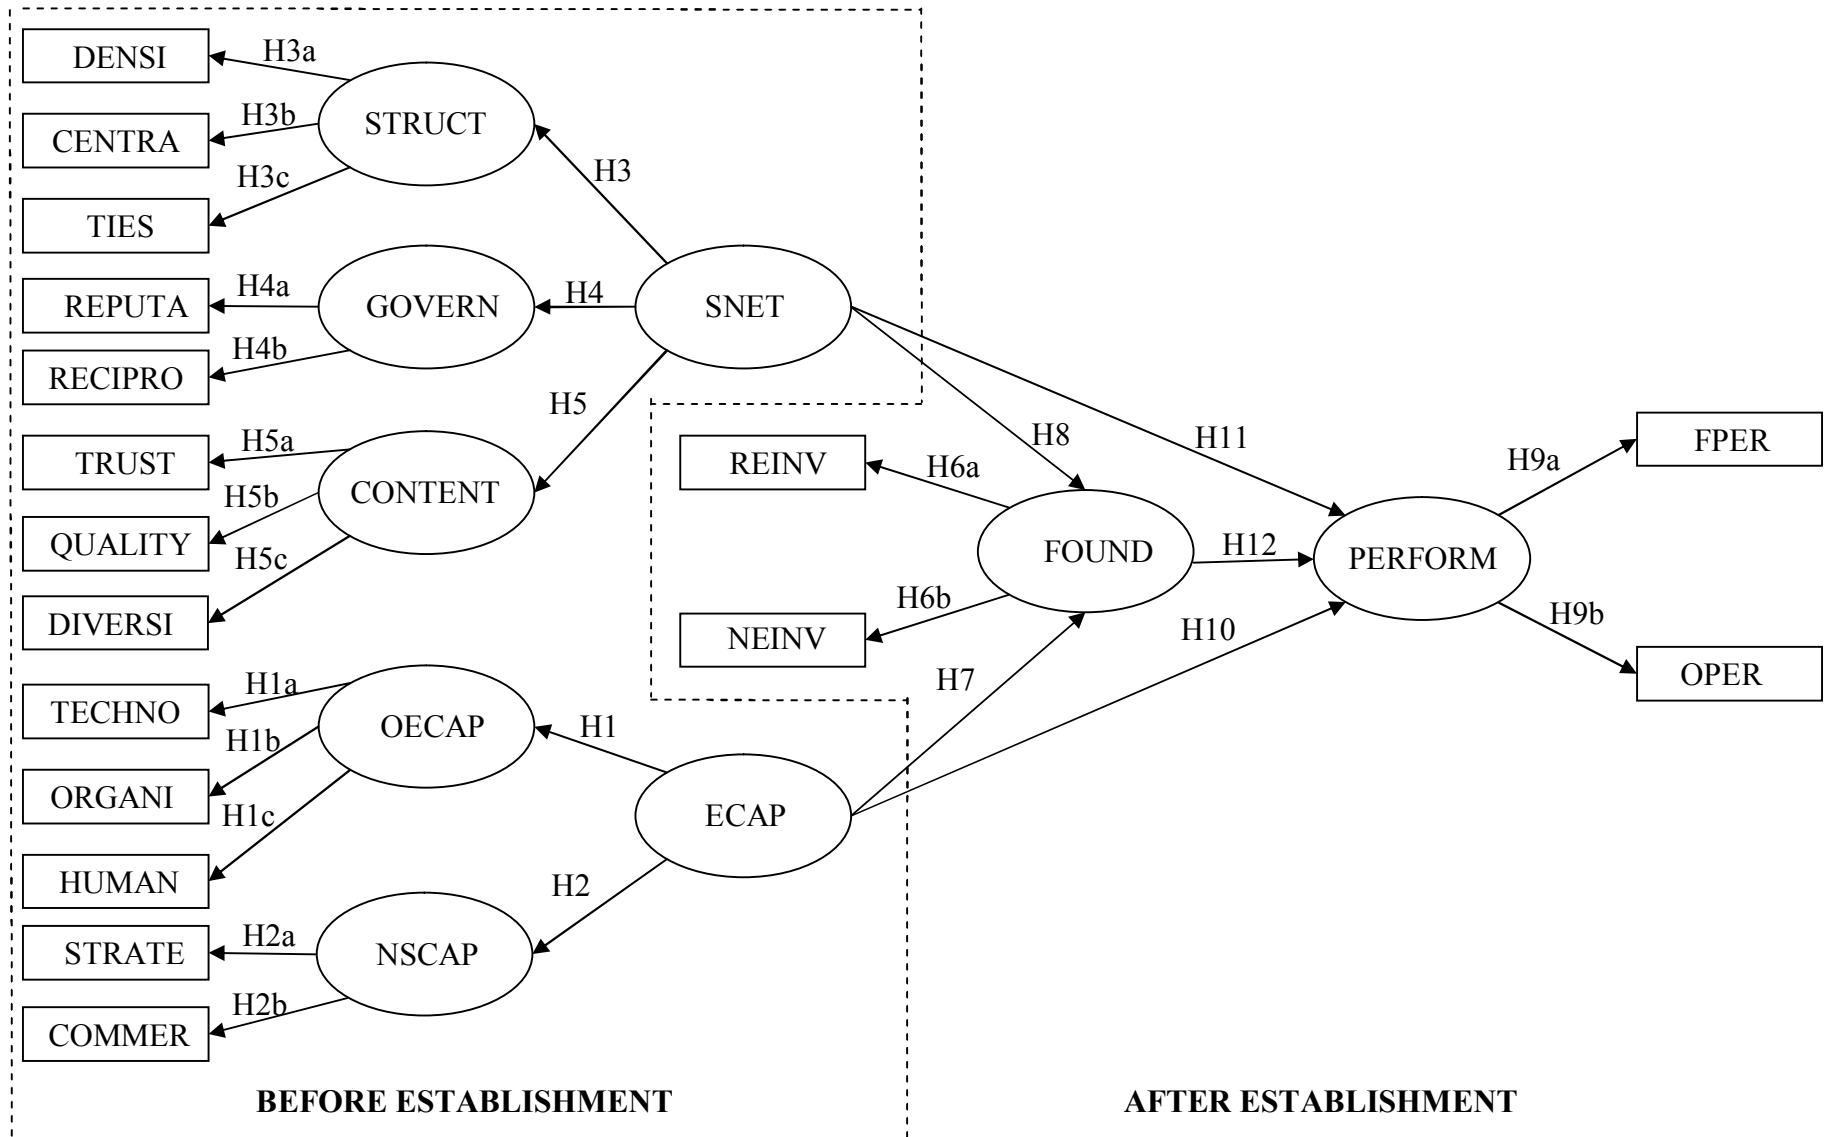 DENSI
H3a
CENTRA
H3b
STRUCT
TIES
H3c
H3
REPUTA
H4a
GOVERN
H4
SNET
RECIPRO
H4b
TRUST
H5a
H5
QUALITY
H5b
CONTENT
DIVERSI
H5c
REINV
H6a
H8
H11
FOUND
H12
PERFORM
H9a
FPER
NEINV
H6b
H7
H10
H9b
OPER
TECHNO
H1a
OECAP
H1
ORGANI
H1b
HUMAN
H1c
ECAP
STRATE
H2a
NSCAP
H2
COMMER
H2b
BEFORE ESTABLISHMENT
AFTER ESTABLISHMENT